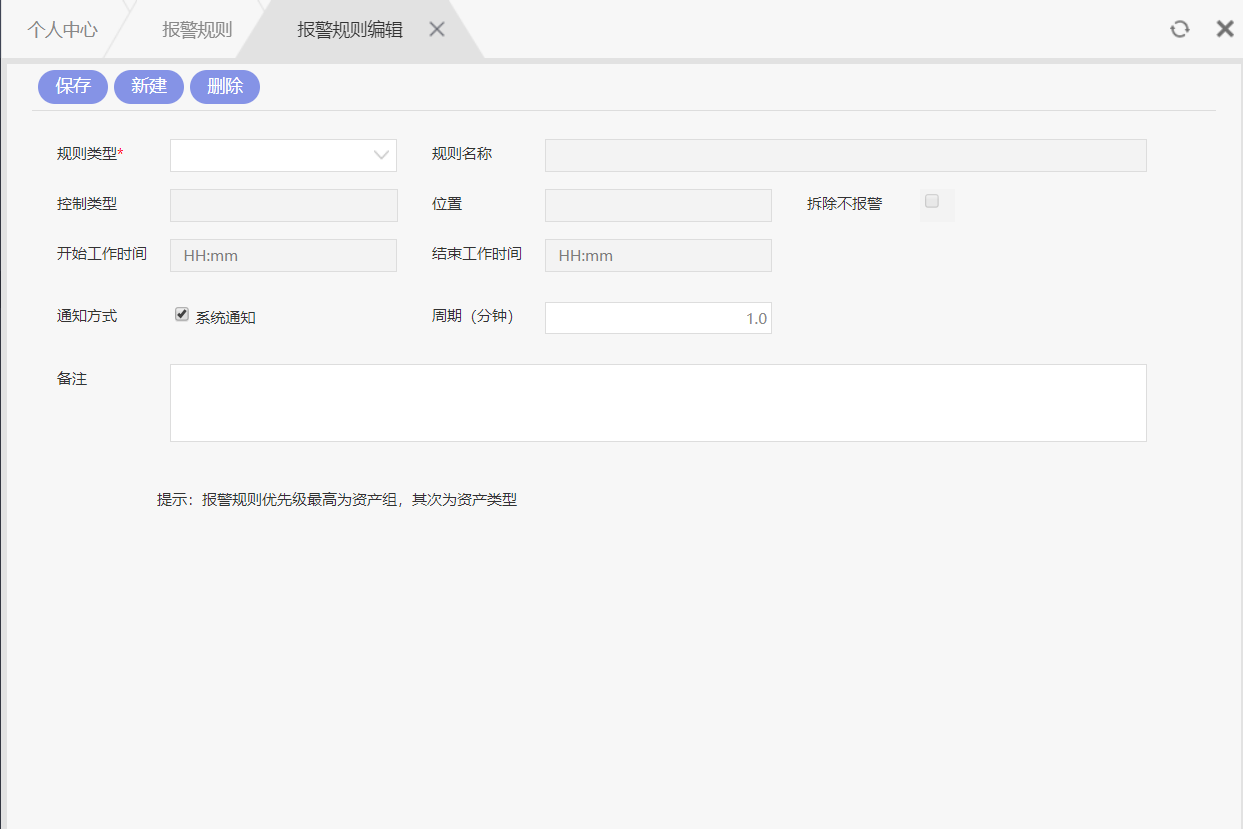 个人中心 报警规则 报警规则编辑
保存 新建 删除
规则类型* 规则名称
控制类型 位置 拆除不报警
开始工作时间 HH:mm 结束工作时间 HH:mm
通知方式 系统通知 周期（分钟） 1.0
备注
提示：报警规则优先级最高为资产组，其次为资产类型